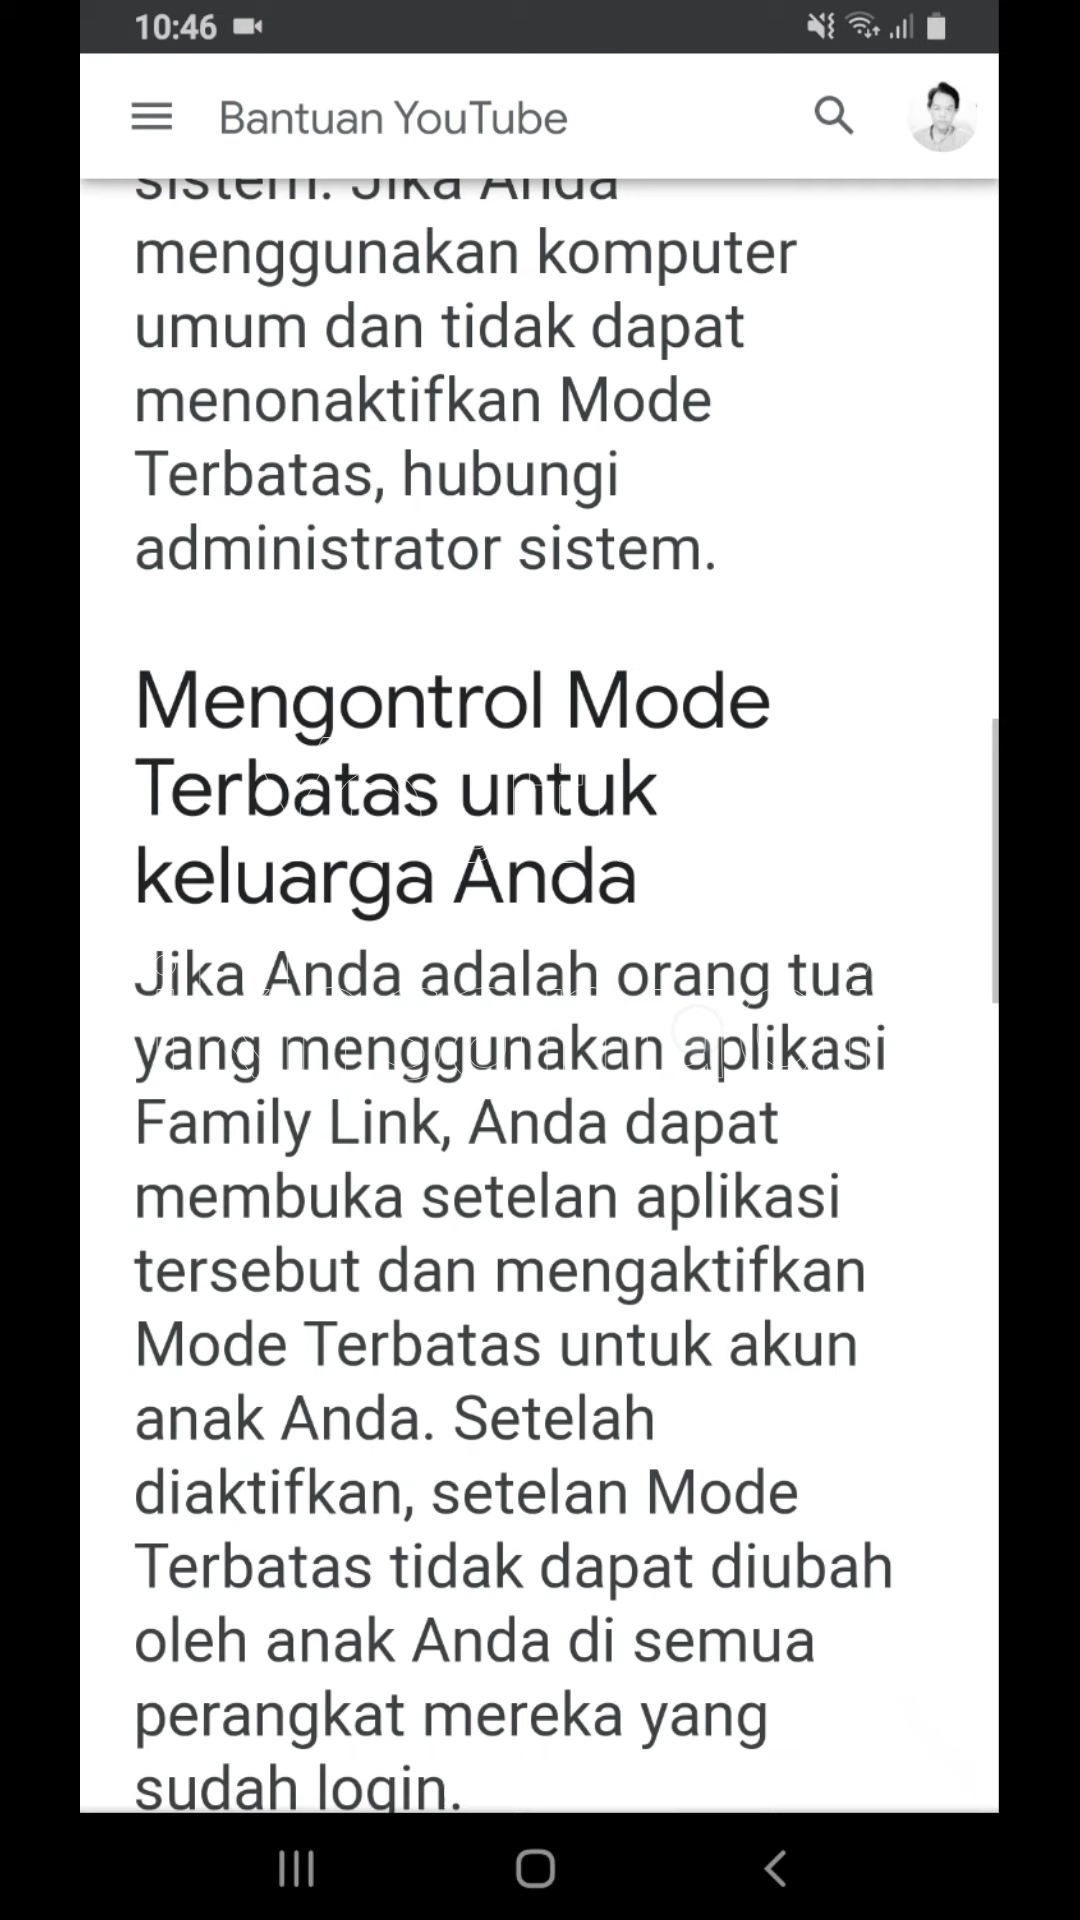 10:46
Bantuan YouTube
sistem. Jika Anda
menggunakan komputer
umum dan tidak dapat
menonaktifkan Mode
Terbatas, hubungi
administrator sistem.
Mengontrol Mode
Terbatas untuk
keluarga Anda
Jika Anda adalah orang tua
yang menggunakan aplikasi
Family Link, Anda dapat
membuka setelan aplikasi
tersebut dan mengaktifkan
Mode Terbatas untuk akun
anak Anda. Setelah
diaktifkan, setelan Mode
Terbatas tidak dapat diubah
oleh anak Anda di semua
perangkat mereka yang
sudah login.